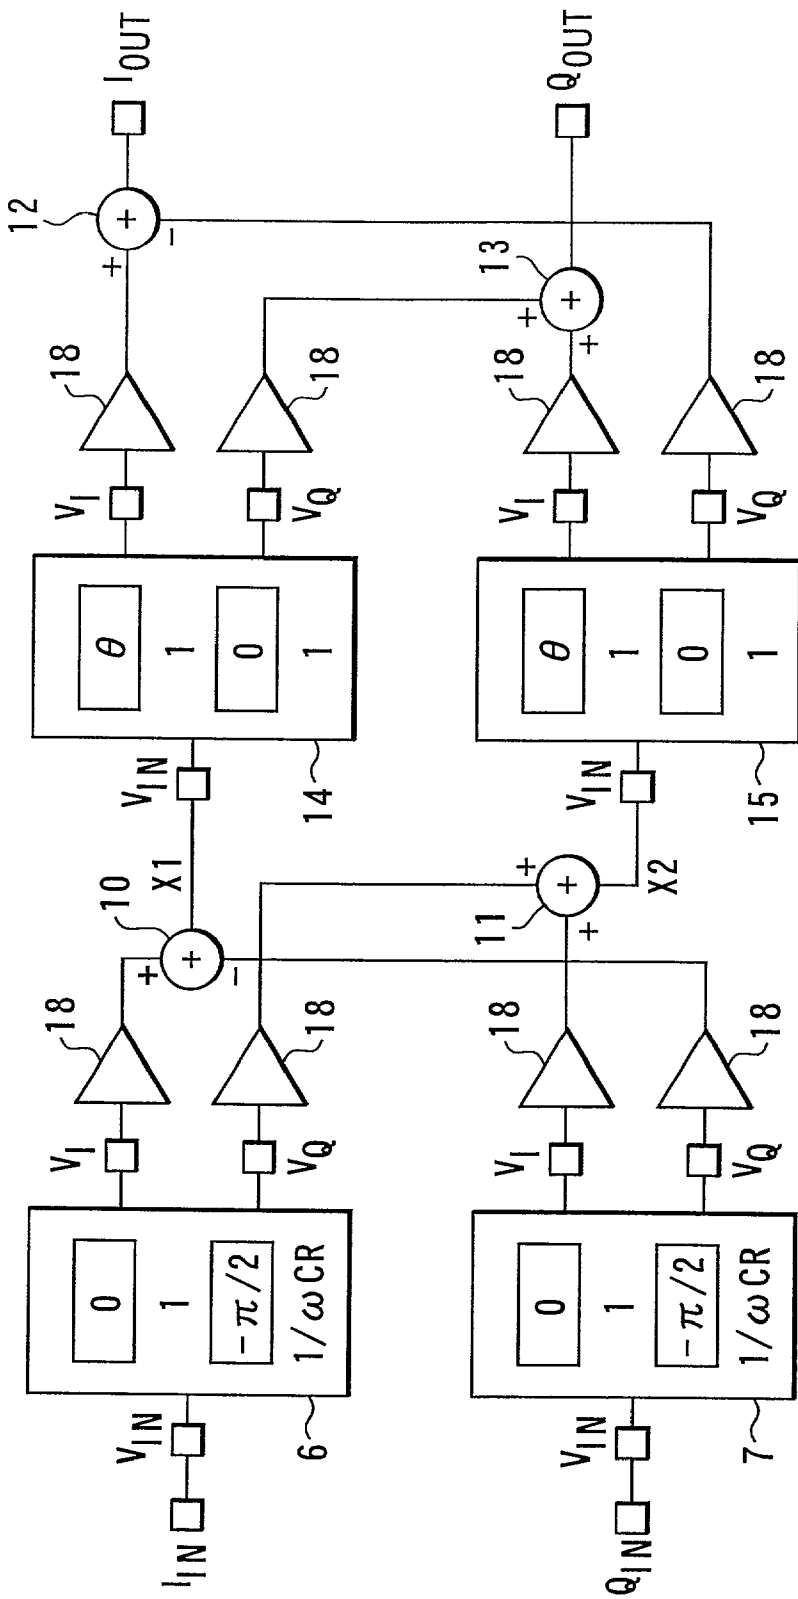 I_IN
V_IN
0
1
-π/2
1/ωCR
6
V_I
V_Q
18
18
10
+
+
-
X1
V_IN
θ
1
0
1
14
V_I
V_Q
18
18
12
+
+
-
I_OUT
Q_IN
V_IN
0
1
-π/2
1/ωCR
7
V_I
V_Q
18
18
11
+
+
+
X2
V_IN
θ
1
0
1
15
V_I
V_Q
18
18
13
+
+
+
Q_OUT